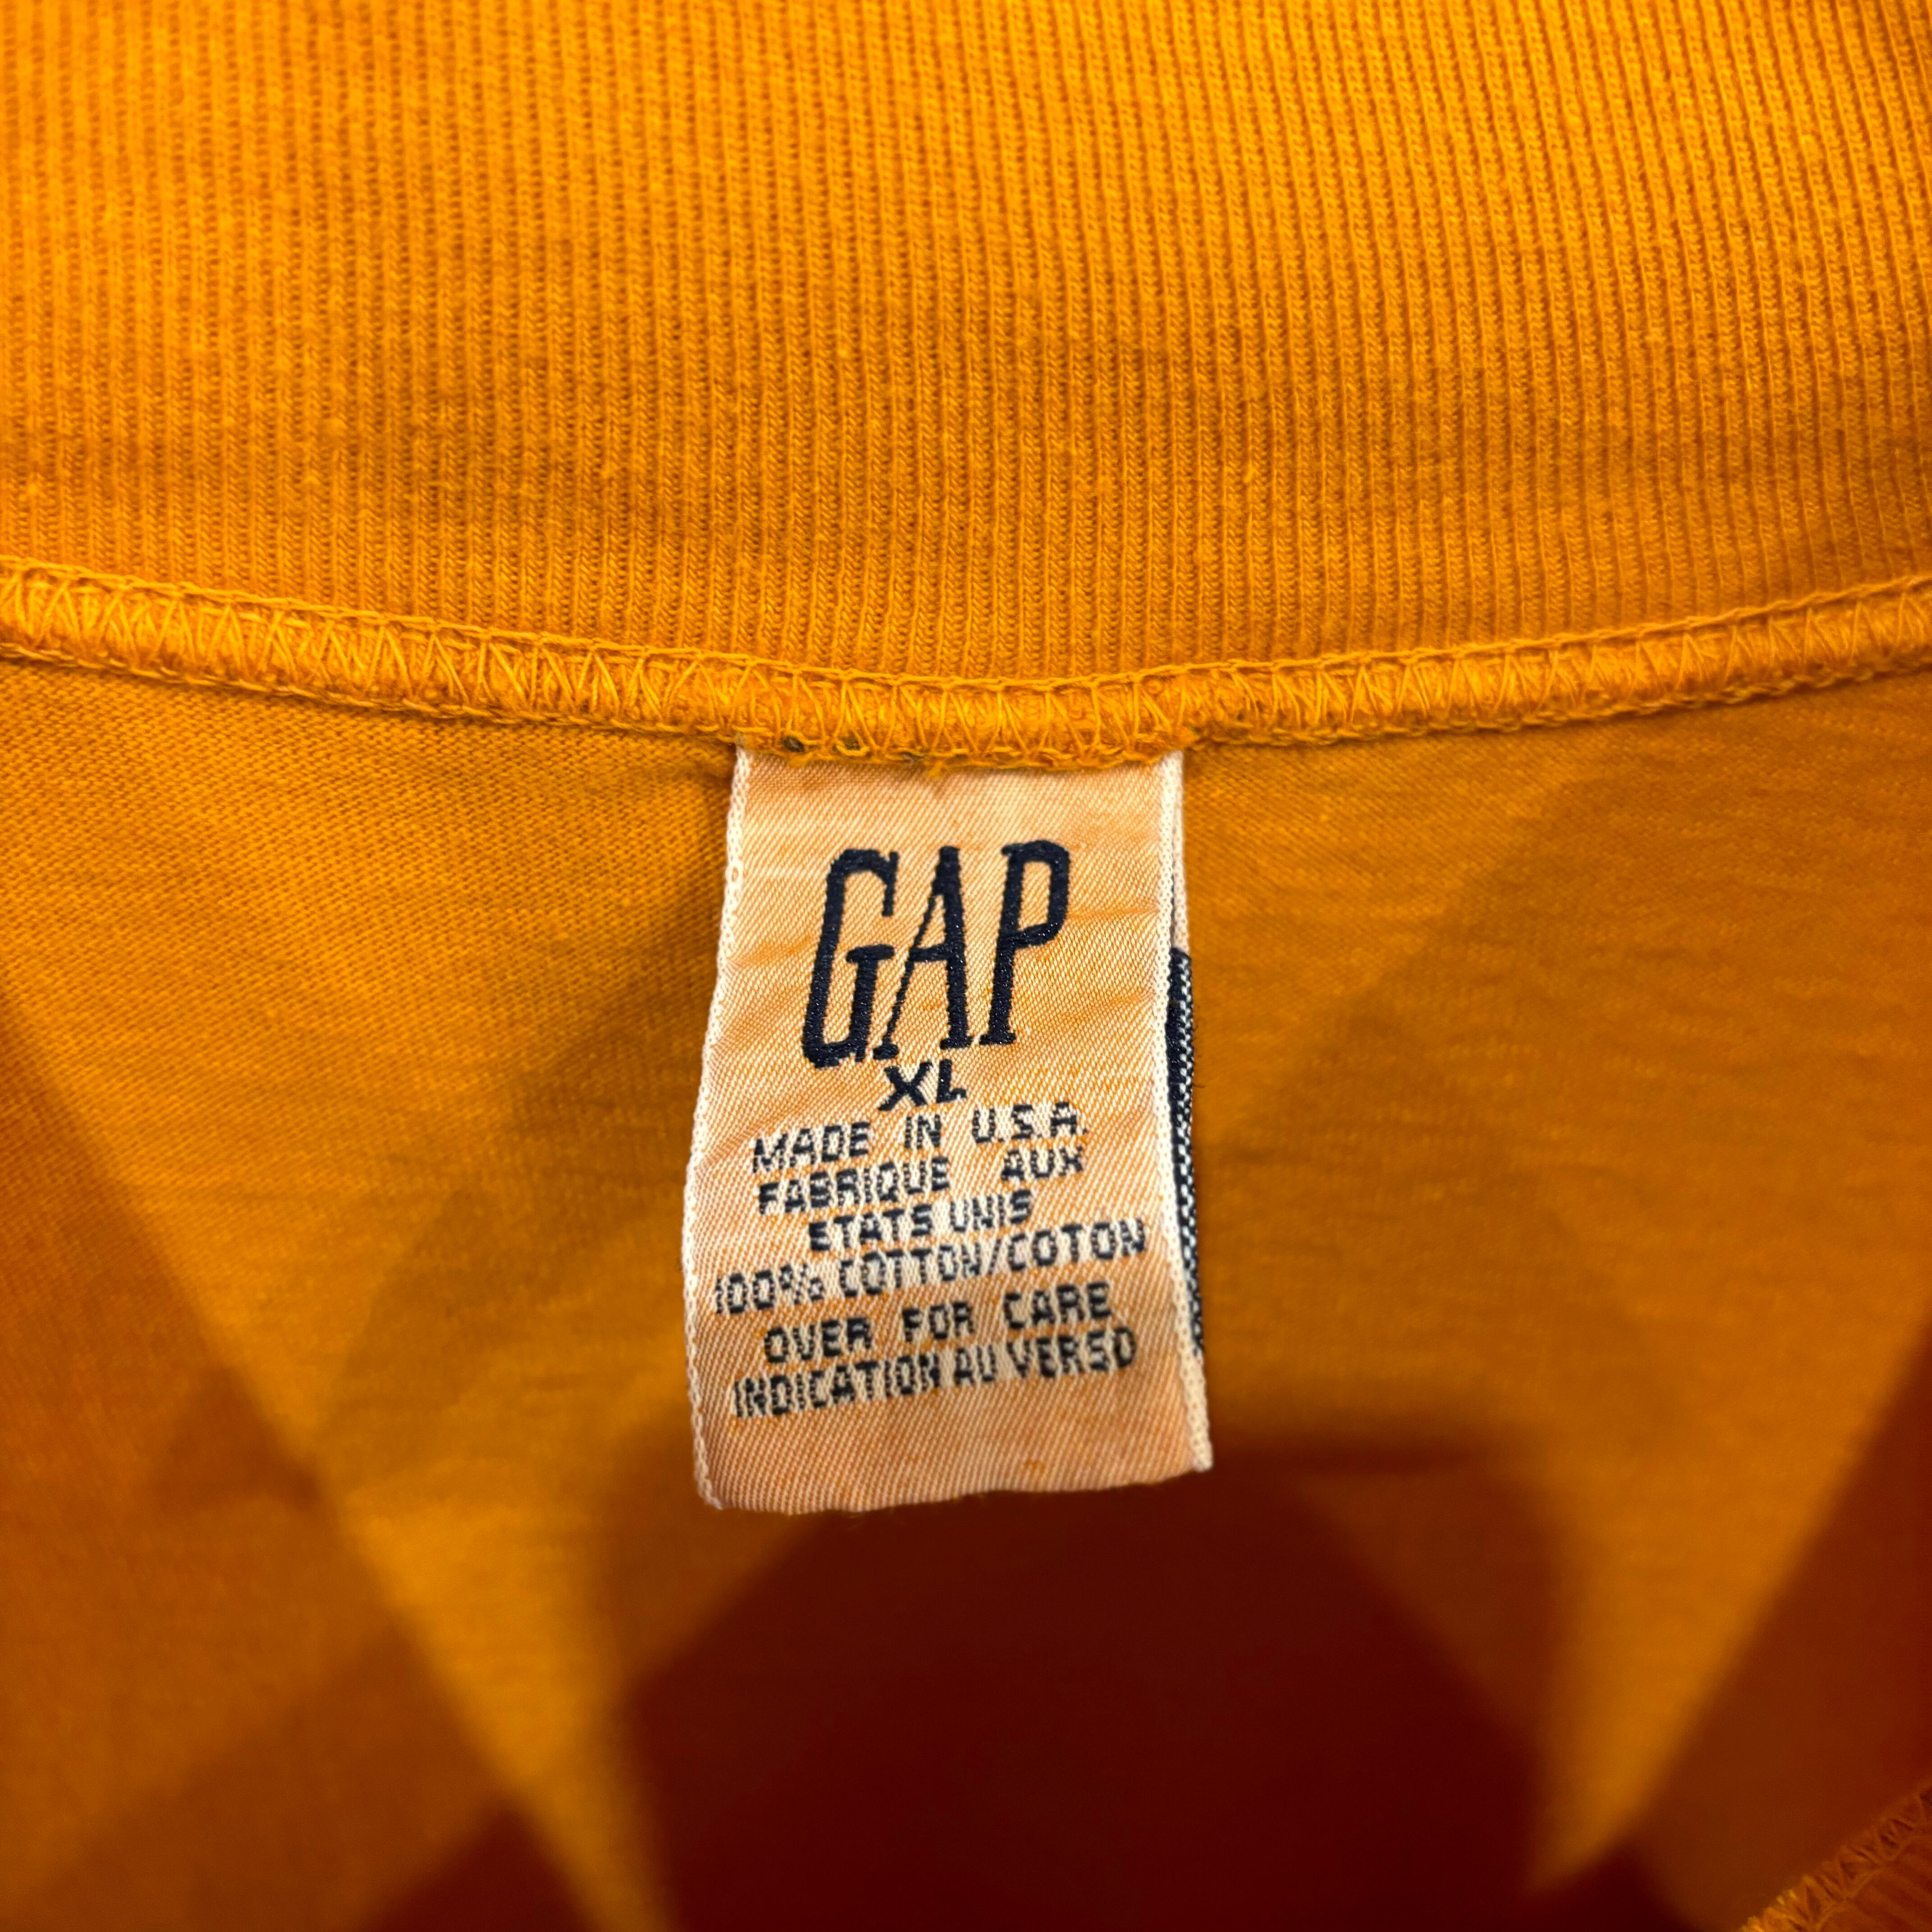 GAP
XL
MADE IN U.S.A.
FABRIQUE AUX
ETATS UNIS
100% COTTON/COTON
OVER FOR CARE
INDICATION AU VERSO